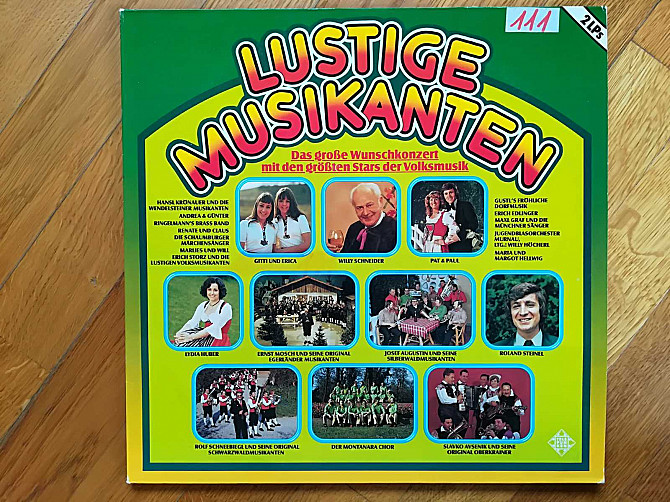 111
2 LPs
LUSTIGE
MUSIKANTEN
Das große Wunschkonzert
mit den größten Stars der Volksmusik
HANSL KRÖNAUER UND DIE
WENDELSTEINER MUSIKANTEN
ANDREA & GÜNTER
RINGELMANN'S BRASS BAND
RENATE UND CLAUS
DIE SCHAUMBURGER
MÄRCHENSÄNGER
MARLIES UND WILL
ERICH STORZ UND DIE
LUSTIGEN VOLKSMUSIKANTEN
GITTI UND ERICA
WILLY SCHNEIDER
PAT & PAUL
GUSTL'S FRÖHLICHE
DORFMUSIK
ERICH EDLINGER
MAXL GRAF UND DIE
MÜNCHNER SÄNGER
JUGENDBLASORCHESTER
MURNAU,
LTG.: WILLY HÖCHERL
MARIA UND
MARGOT HELLWIG
LYDIA HUBER
ERNST MOSCH UND SEINE ORIGINAL
EGERLÄNDER MUSIKANTEN
JOSEF AUGUSTIN UND SEINE
SILBERWALDMUSIKANTEN
ROLAND STEINEL
ROLF SCHNEEBIEGL UND SEINE ORIGINAL
SCHWARZWALDMUSIKANTEN
DER MONTANARA CHOR
SLAVKO AVSENIK UND SEINE
ORIGINAL OBERKRAINER